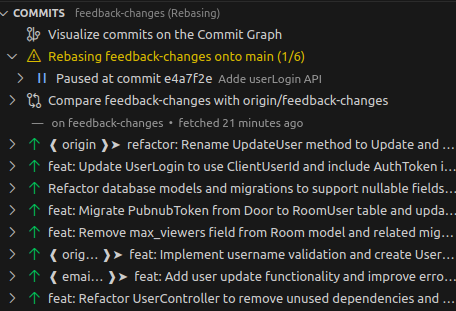 COMMITS feedback-changes (Rebasing)
Visualize commits on the Commit Graph
Rebasing feedback-changes onto main (1/6)
Paused at commit e4a7f2e Adde userLogin API
Compare feedback-changes with origin/feedback-changes
— on feedback-changes • fetched 21 minutes ago
❰ origin ❱➤ refactor: Rename UpdateUser method to Update and ...
feat: Update UserLogin to use ClientUserId and include AuthToken i...
Refactor database models and migrations to support nullable fields...
feat: Migrate PubnubToken from Door to RoomUser table and upda...
feat: Remove max_viewers field from Room model and related mig...
❰ orig... ❱➤ feat: Implement username validation and create User...
❰ emai... ❱➤ feat: Add user update functionality and improve erro...
feat: Refactor UserController to remove unused dependencies and ...